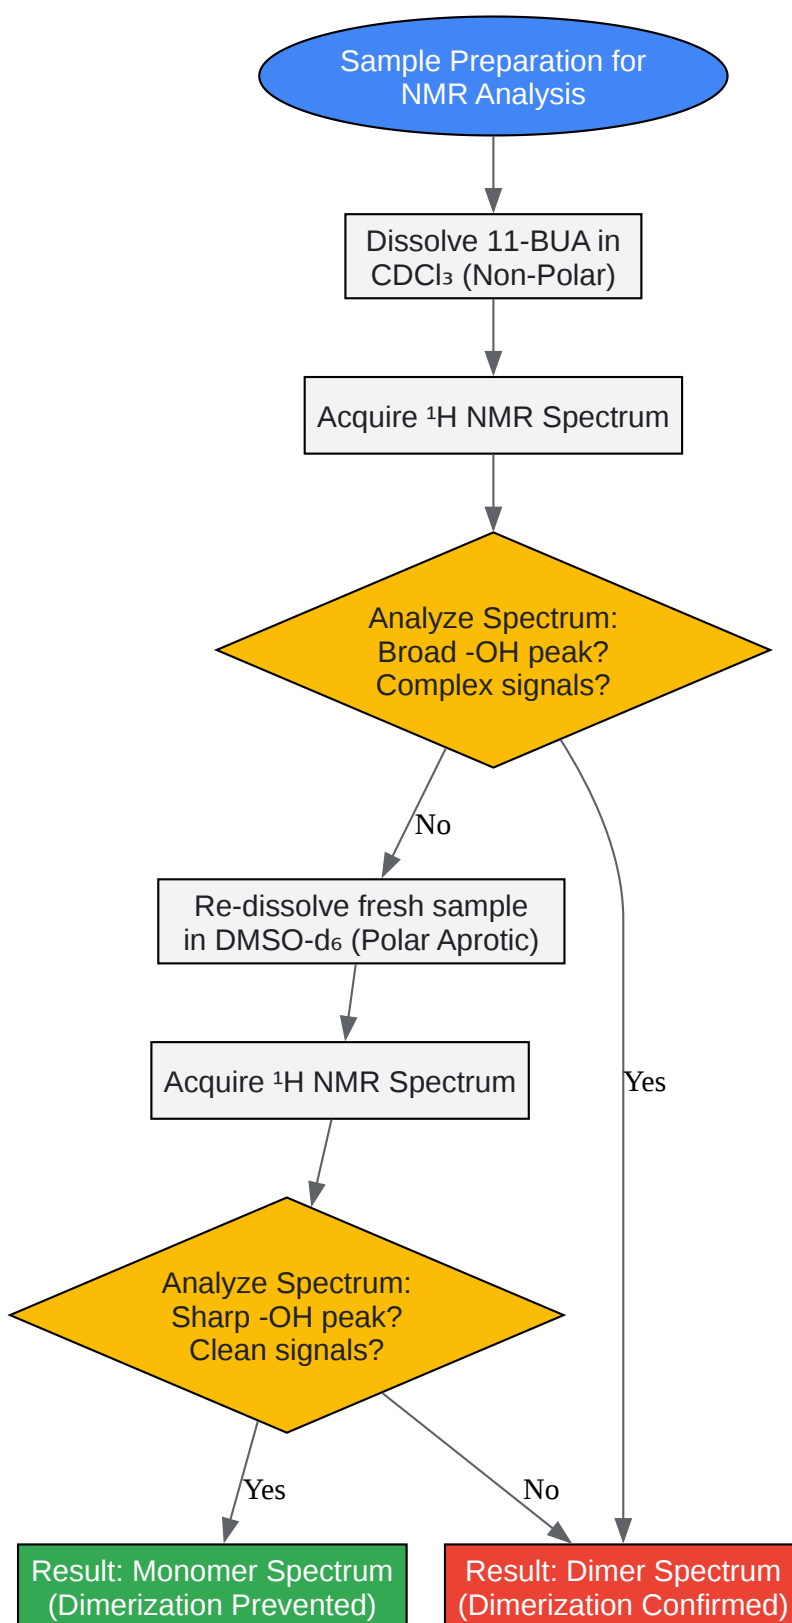 Sample Preparation for
NMR Analysis
Dissolve 11-BUA in
CDCl₃ (Non-Polar)
Acquire ¹H NMR Spectrum
Analyze Spectrum:
Broad -OH peak?
Complex signals?
No
Re-dissolve fresh sample
in DMSO-d₆ (Polar Aprotic)
Acquire ¹H NMR Spectrum
Yes
Analyze Spectrum:
Sharp -OH peak?
Clean signals?
Yes
No
Result: Monomer Spectrum
(Dimerization Prevented)
Result: Dimer Spectrum
(Dimerization Confirmed)